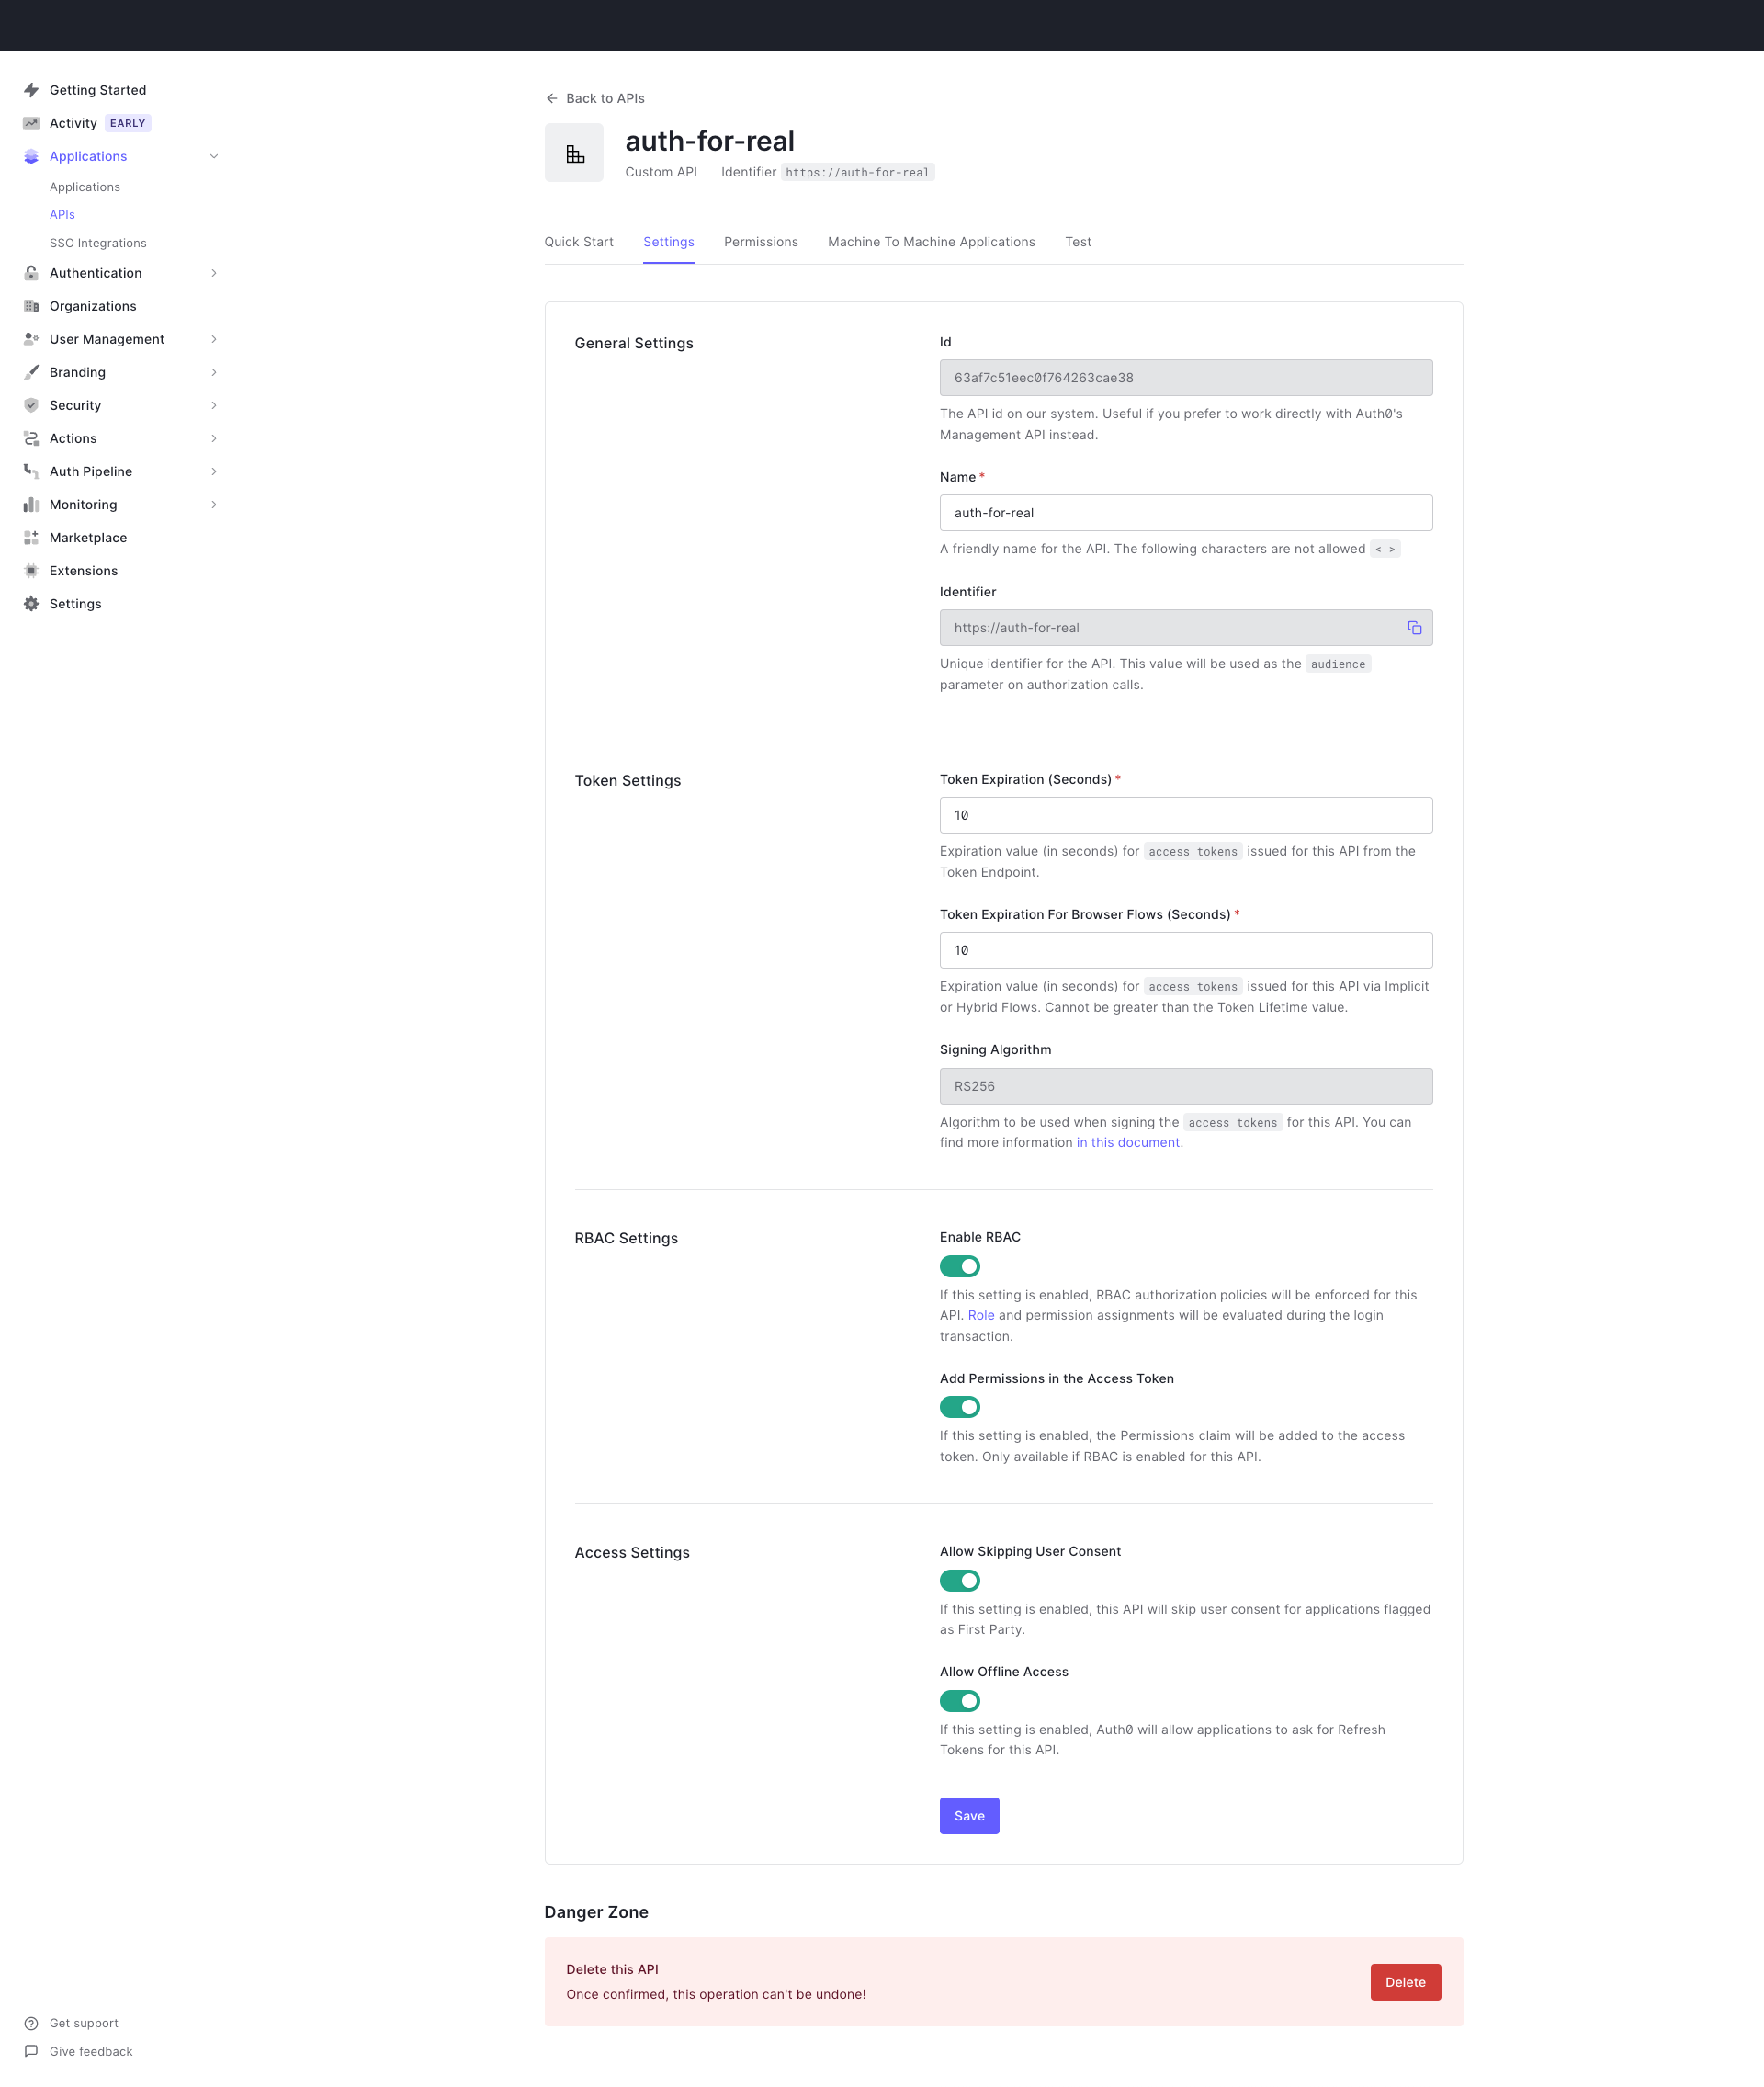 Getting Started
Activity EARLY
Applications
Applications
APIs
SSO Integrations
Authentication
Organizations
User Management
Branding
Security
Actions
Auth Pipeline
Monitoring
Marketplace
Extensions
Settings
Get support
Give feedback
Back to APIs
auth-for-real
Custom API Identifier https://auth-for-real
Quick Start Settings Permissions Machine To Machine Applications Test
General Settings
Id
63af7c51eec0f764263cae38
The API id on our system. Useful if you prefer to work directly with Auth0's
Management API instead.
Name *
auth-for-real
A friendly name for the API. The following characters are not allowed < >
Identifier
https://auth-for-real
Unique identifier for the API. This value will be used as the audience
parameter on authorization calls.
Token Settings
Token Expiration (Seconds) *
10
Expiration value (in seconds) for access tokens issued for this API from the
Token Endpoint.
Token Expiration For Browser Flows (Seconds) *
10
Expiration value (in seconds) for access tokens issued for this API via Implicit
or Hybrid Flows. Cannot be greater than the Token Lifetime value.
Signing Algorithm
RS256
Algorithm to be used when signing the access tokens for this API. You can
find more information in this document.
RBAC Settings
Enable RBAC
If this setting is enabled, RBAC authorization policies will be enforced for this
API. Role and permission assignments will be evaluated during the login
transaction.
Add Permissions in the Access Token
If this setting is enabled, the Permissions claim will be added to the access
token. Only available if RBAC is enabled for this API.
Access Settings
Allow Skipping User Consent
If this setting is enabled, this API will skip user consent for applications flagged
as First Party.
Allow Offline Access
If this setting is enabled, Auth0 will allow applications to ask for Refresh
Tokens for this API.
Save
Danger Zone
Delete this API
Once confirmed, this operation can't be undone!
Delete